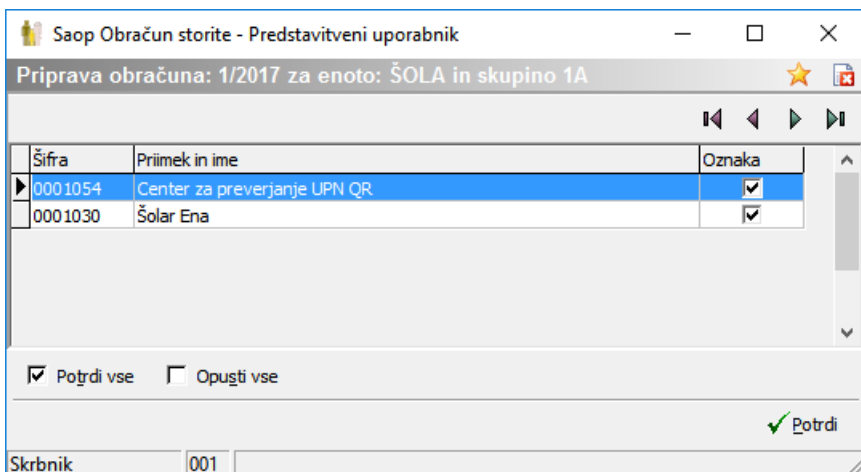 Saop Obračun storite - Predstavitveni uporabnik
Priprava obračuna: 1/2017 za enoto: ŠOLA in skupino 1A
Šifra Priimek in ime Oznaka
0001054 Center za preverjanje UPN QR
0001030 Šolar Ena
Potrdi vse Opusti vse
Potrdi
Skrbnik 001